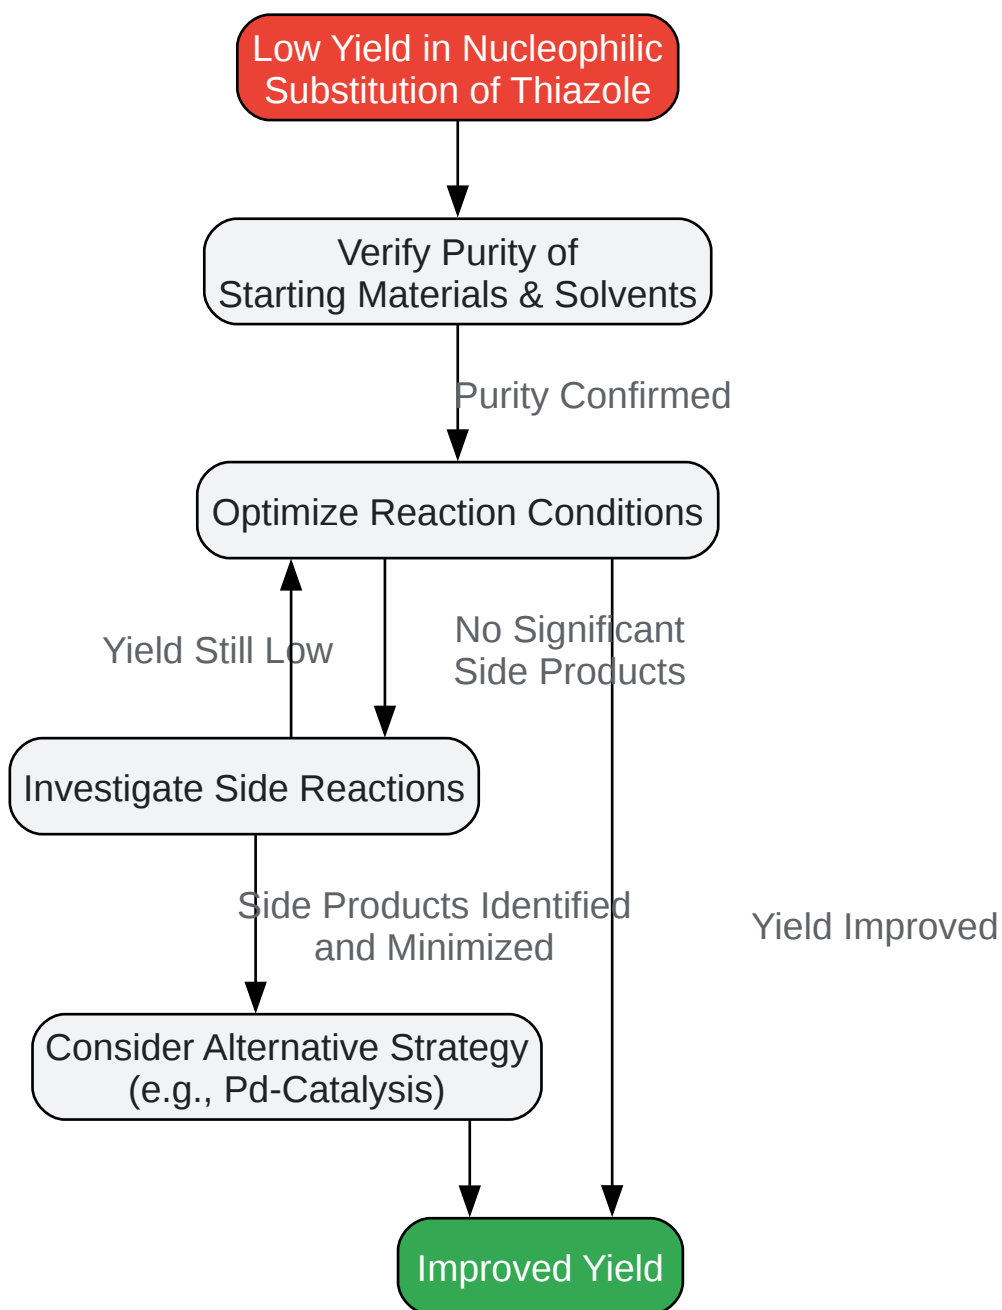 Low Yield in Nucleophilic
Substitution of Thiazole
Verify Purity of
Starting Materials & Solvents
Purity Confirmed
Optimize Reaction Conditions
Yield Still Low
No Significant
Side Products
Investigate Side Reactions
Side Products Identified
and Minimized
Yield Improved
Consider Alternative Strategy
(e.g., Pd-Catalysis)
Improved Yield